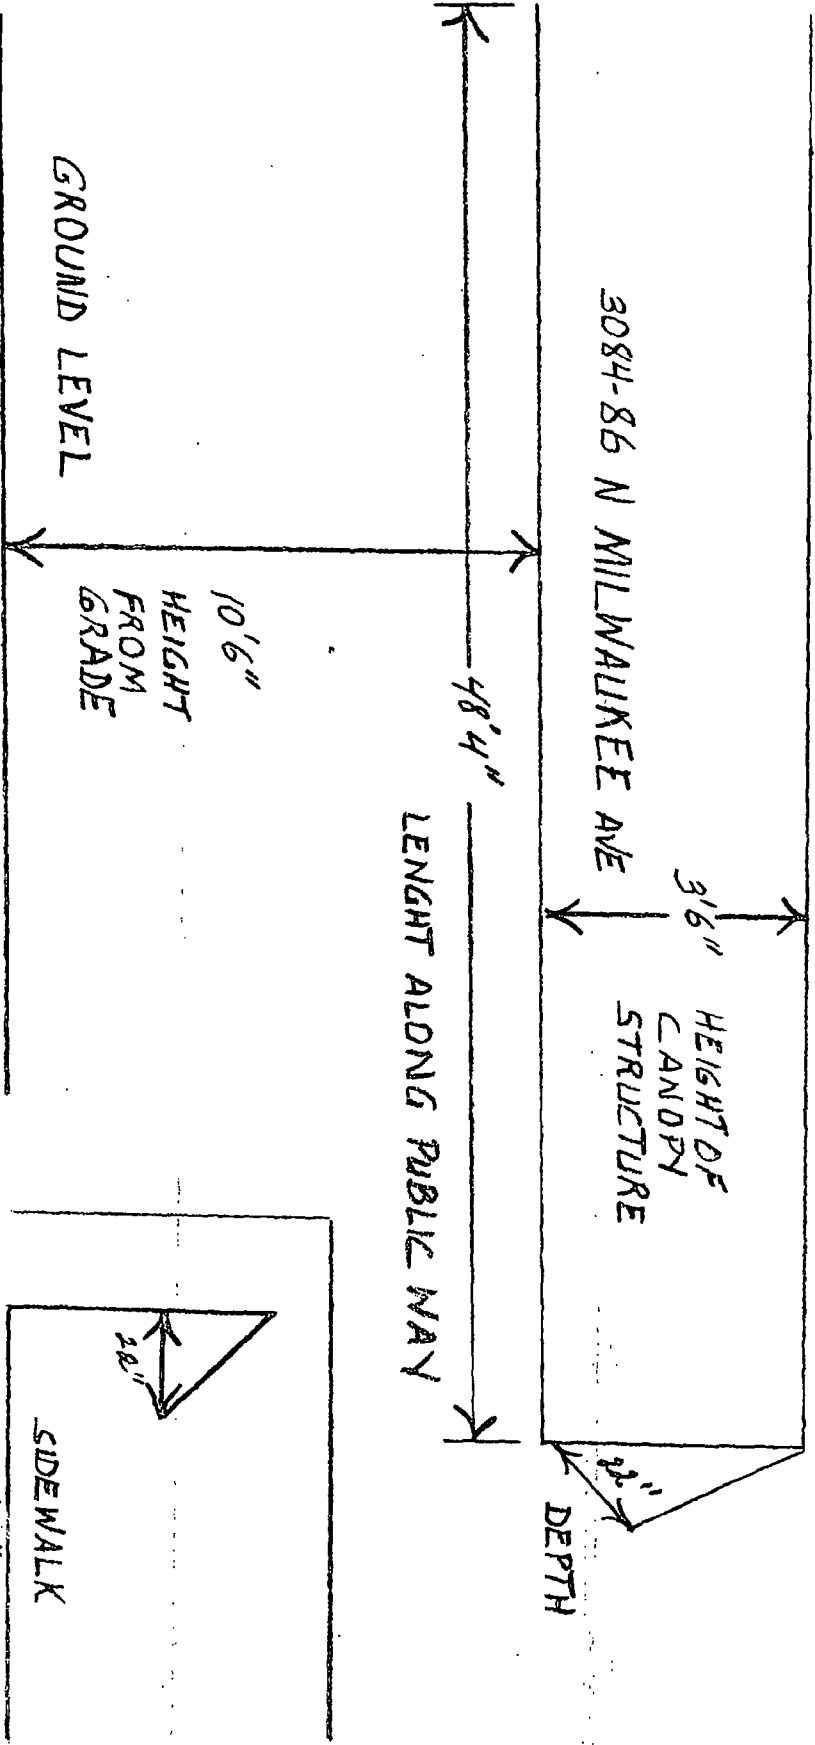 3084-86 N MILWAUKEE AVE
3'6"
HEIGHT OF
CANOPY
STRUCTURE
22"
DEPTH
48'4"
LENGHT ALONG PUBLIC WAY
10'6"
HEIGHT
FROM
GRADE
GROUND LEVEL
22"
SIDEWALK